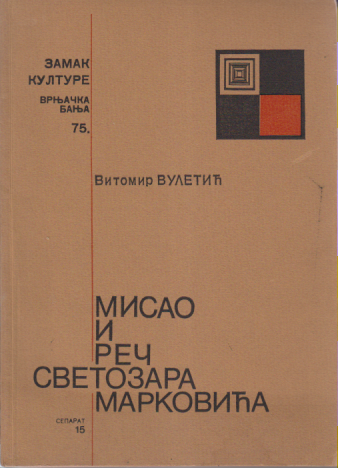 ЗАМАК
КУЛТУРЕ
ВРЊАЧКА
БАЊА
75.
Витомир ВУЛЕТИЋ
МИСАО
И
РЕЧ
СВЕТОЗАРА
МАРКОВИЋА
СЕПАРАТ
15